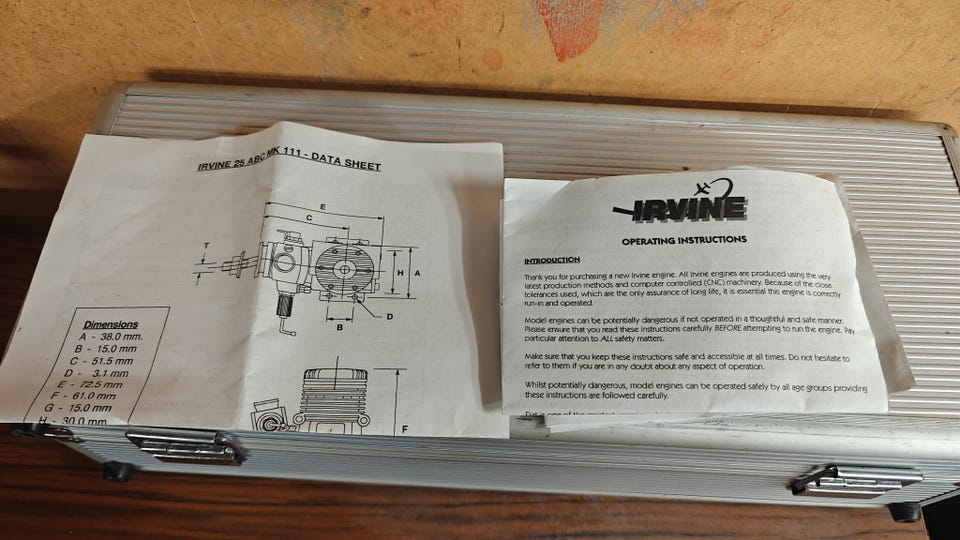 IRVINE 25 ABC MK 111 - DATA SHEET
E
C
T
H
A
B
D
Dimensions
A - 38.0 mm.
B - 15.0 mm
C - 51.5 mm
D - 3.1 mm
E - 72.5 mm
F - 61.0 mm
G - 15.0 mm
H - 30.0 mm
F
IRVINE
OPERATING INSTRUCTIONS
INTRODUCTION
Thank you for purchasing a new Irvine engine. All Irvine engines are produced using the very
latest production methods and computer controlled (CNC) machinery. Because of the close
tolerances used, which are the only assurance of long life, it is essential this engine is correctly
run-in and operated.
Model engines can be potentially dangerous if not operated in a thoughtful and safe manner.
Please ensure that you read these instructions carefully BEFORE attempting to run the engine. Pay
particular attention to ALL safety matters.
Make sure that you keep these instructions safe and accessible at all times. Do not hesitate to
refer to them if you are in any doubt about any aspect of operation.
Whilst potentially dangerous, model engines can be operated safely by all age groups providing
these instructions are followed carefully.
is one of the